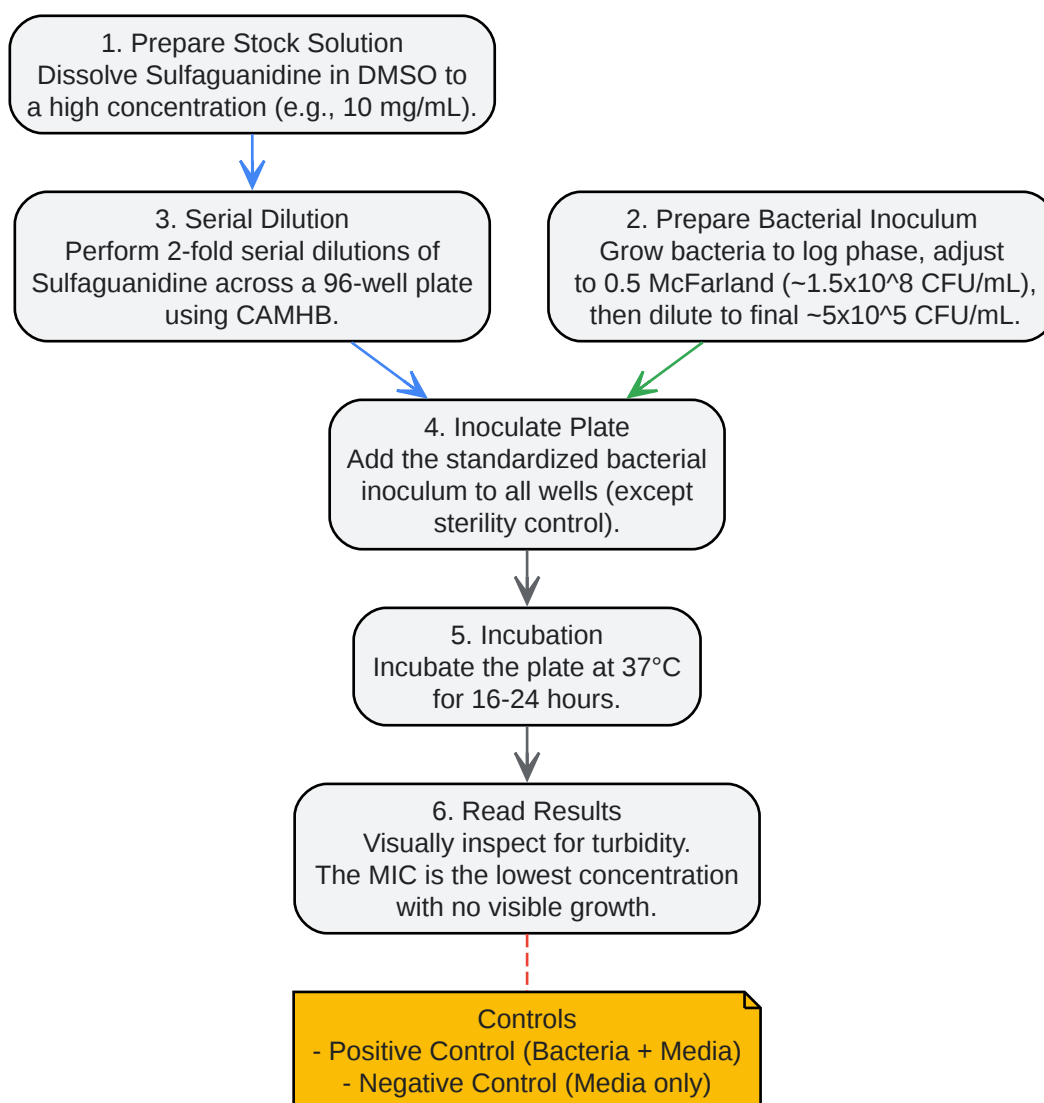 1. Prepare Stock Solution
Dissolve Sulfaguanidine in DMSO to
a high concentration (e.g., 10 mg/mL).
3. Serial Dilution
Perform 2-fold serial dilutions of
Sulfaguanidine across a 96-well plate
using CAMHB.
2. Prepare Bacterial Inoculum
Grow bacteria to log phase, adjust
to 0.5 McFarland (~1.5x10^8 CFU/mL),
then dilute to final ~5x10^5 CFU/mL.
4. Inoculate Plate
Add the standardized bacterial
inoculum to all wells (except
sterility control).
5. Incubation
Incubate the plate at 37°C
for 16-24 hours.
6. Read Results
Visually inspect for turbidity.
The MIC is the lowest concentration
with no visible growth.
Controls
- Positive Control (Bacteria + Media)
- Negative Control (Media only)